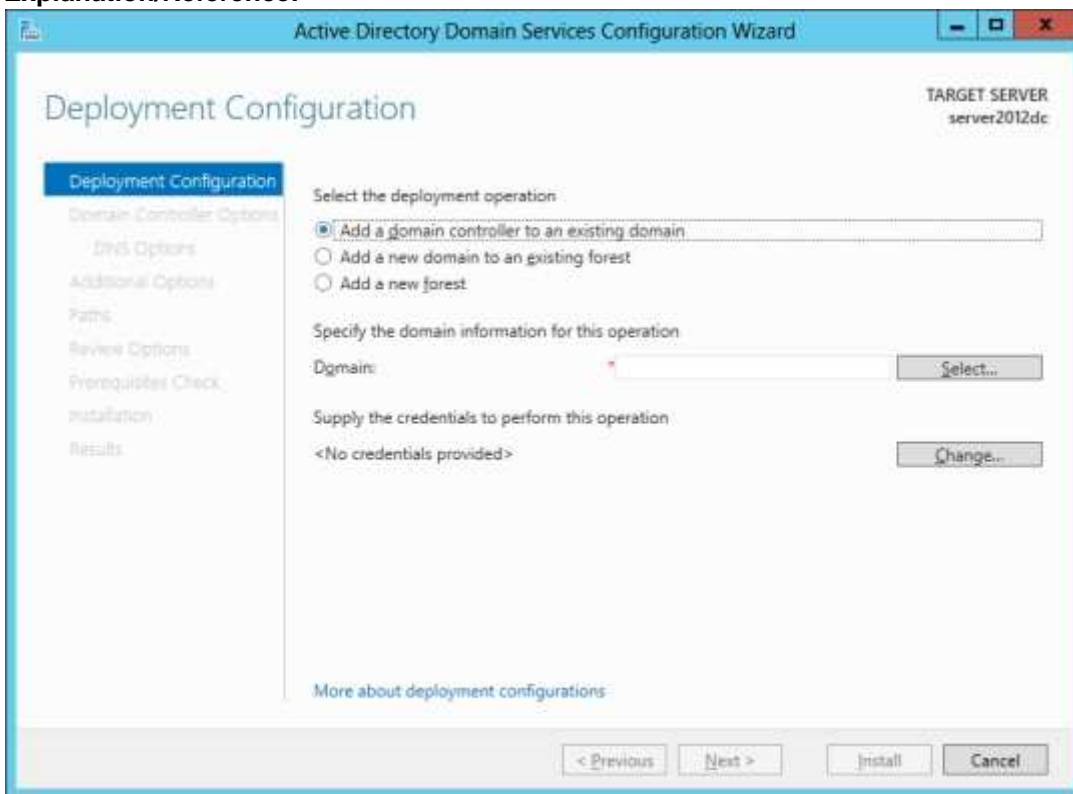 Explanation/Reference:
Active Directory Domain Services Configuration Wizard
Deployment Configuration
TARGET SERVER
server2012dc
Deployment Configuration
Domain Controller Options
DNS Options
Additional Options
Paths
Review Options
Prerequisites Check
Installation
Results
Select the deployment operation
Add a domain controller to an existing domain
Add a new domain to an existing forest
Add a new forest
Specify the domain information for this operation
Domain: *
Select...
Supply the credentials to perform this operation
<No credentials provided>
Change...
More about deployment configurations
< Previous
Next >
Install
Cancel